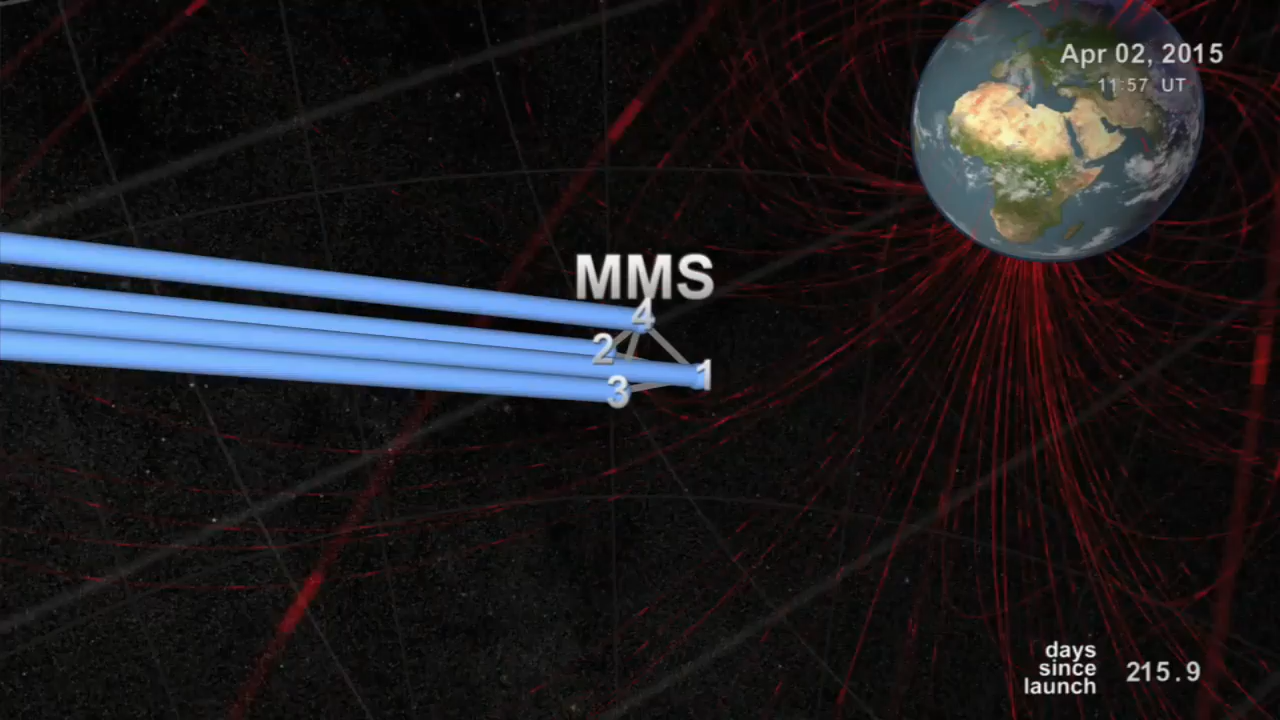 Apr 02, 2015
11:57 UT
MMS
4
2
1
3
days
since
launch
215.9